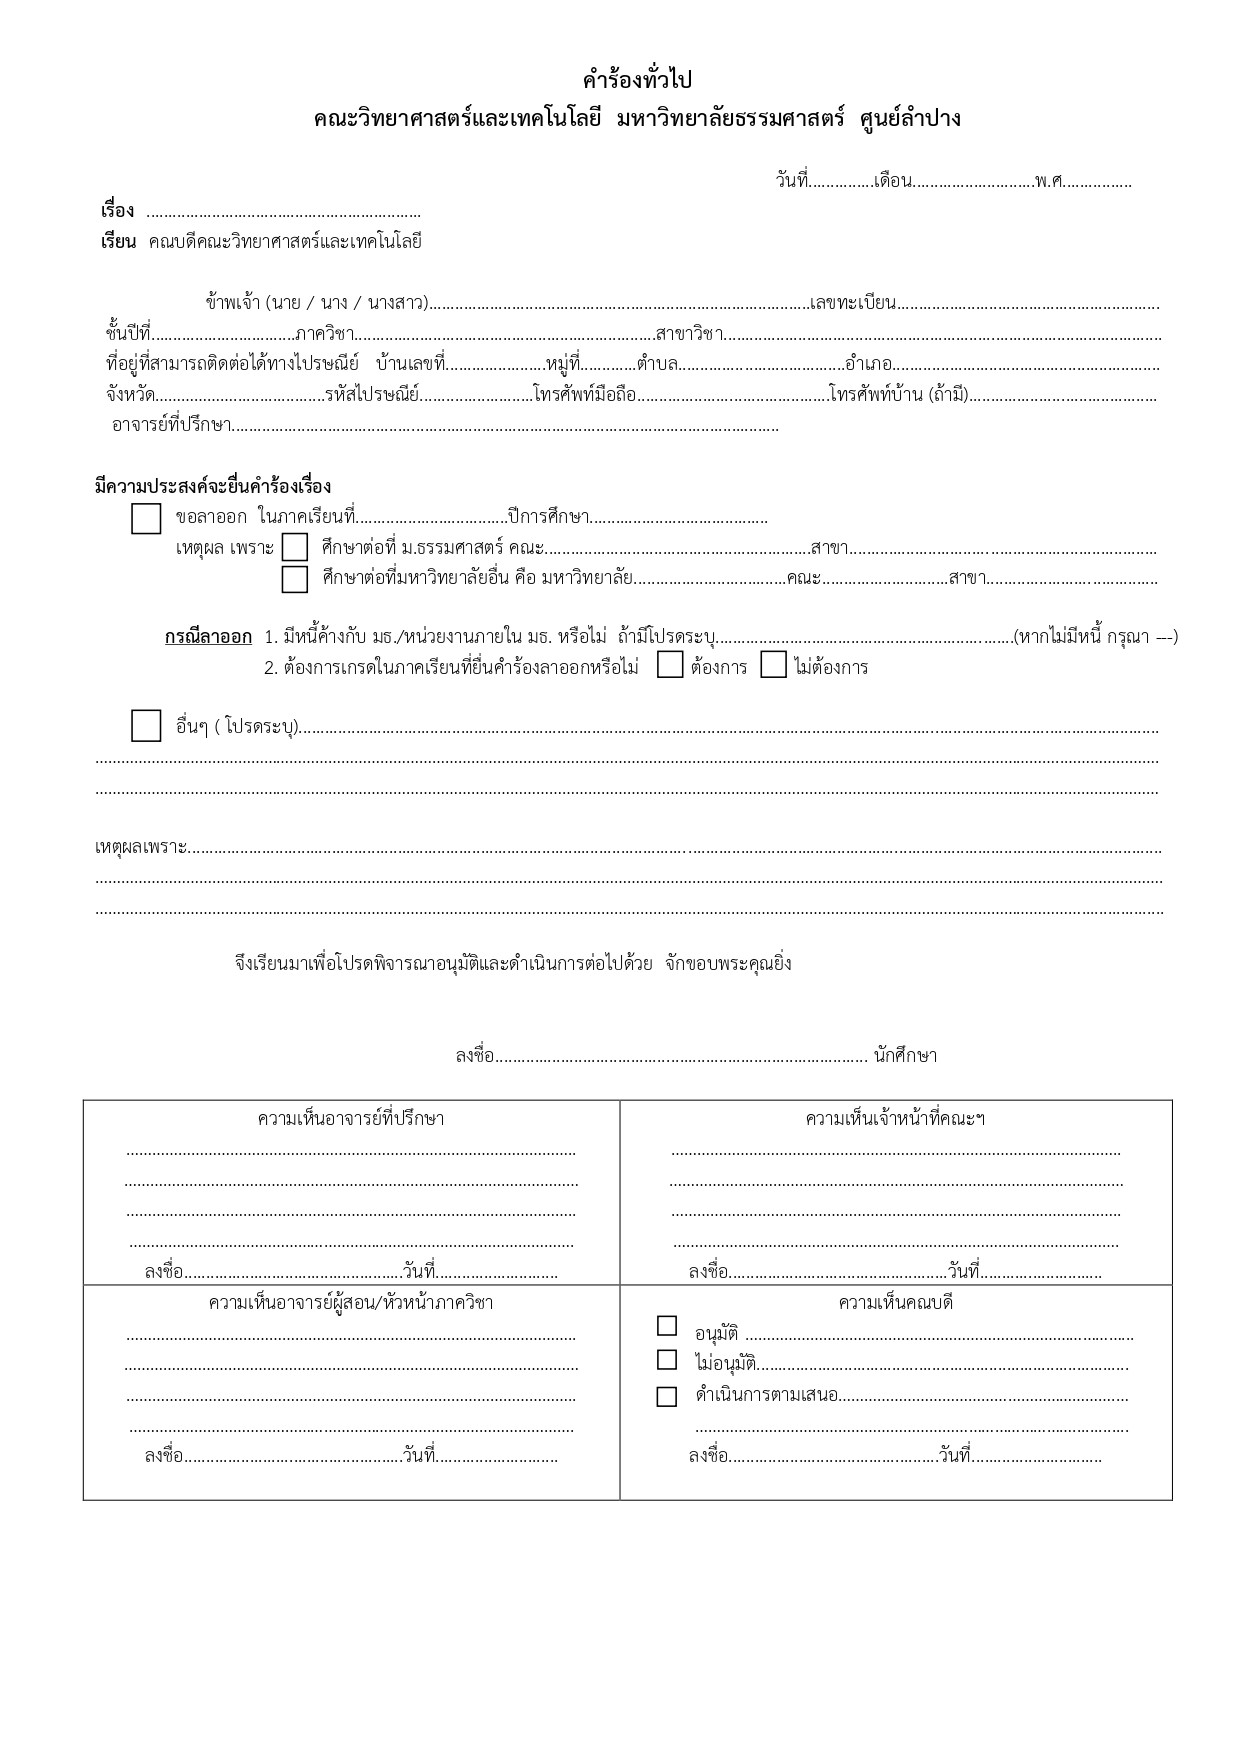 คำร้องทั่วไป
คณะวิทยาศาสตร์และเทคโนโลยี มหาวิทยาลัยธรรมศาสตร์ ศูนย์ลำปาง
วันที่...............เดือน............................พ.ศ................
เรื่อง ...............................................................
เรียน คณบดีคณะวิทยาศาสตร์และเทคโนโลยี
ข้าพเจ้า (นาย / นาง / นางสาว).......................................................................................เลขทะเบียน............................................................
ชั้นปีที่.................................ภาควิชา.....................................................................สาขาวิชา....................................................................................................
ที่อยู่ที่สามารถติดต่อได้ทางไปรษณีย์ บ้านเลขที่.......................หมู่ที่.............ตำบล......................................อำเภอ.............................................................
จังหวัด.......................................รหัสไปรษณีย์..........................โทรศัพท์มือถือ............................................โทรศัพท์บ้าน (ถ้ามี)...........................................
อาจารย์ที่ปรึกษา.............................................................................................................................
มีความประสงค์จะยื่นคำร้องเรื่อง
ขอลาออก ในภาคเรียนที่...................................ปีการศึกษา.........................................
เหตุผล เพราะ ศึกษาต่อที่ ม.ธรรมศาสตร์ คณะ.............................................................สาขา......................................................................
ศึกษาต่อที่มหาวิทยาลัยอื่น คือ มหาวิทยาลัย...................................คณะ.............................สาขา.......................................
กรณีลาออก 1. มีหนี้ค้างกับ มธ./หน่วยงานภายใน มธ. หรือไม่ ถ้ามีโปรดระบุ....................................................................(หากไม่มีหนี้ กรุณา ---)
2. ต้องการเกรดในภาคเรียนที่ยื่นคำร้องลาออกหรือไม่ ต้องการ ไม่ต้องการ
อื่นๆ ( โปรดระบุ)....................................................................................................................................................................................................
....................................................................................................................................................................................................
....................................................................................................................................................................................................
เหตุผลเพราะ....................................................................................................................................................................................................
....................................................................................................................................................................................................
....................................................................................................................................................................................................
จึงเรียนมาเพื่อโปรดพิจารณาอนุมัติและดำเนินการต่อไปด้วย จักขอบพระคุณยิ่ง
ลงชื่อ..................................................................................... นักศึกษา
ความเห็นอาจารย์ที่ปรึกษา
.......................................................................................................
........................................................................................................
.......................................................................................................
......................................................................................................
ลงชื่อ..................................................วันที่............................
ความเห็นเจ้าหน้าที่คณะฯ
.......................................................................................................
........................................................................................................
.......................................................................................................
......................................................................................................
ลงชื่อ..................................................วันที่............................
ความเห็นอาจารย์ผู้สอน/หัวหน้าภาควิชา
.......................................................................................................
........................................................................................................
.......................................................................................................
......................................................................................................
ลงชื่อ..................................................วันที่............................
ความเห็นคณบดี
อนุมัติ .........................................................................................
ไม่อนุมัติ.....................................................................................
ดำเนินการตามเสนอ..................................................................
...................................................................................................
ลงชื่อ................................................วันที่..............................